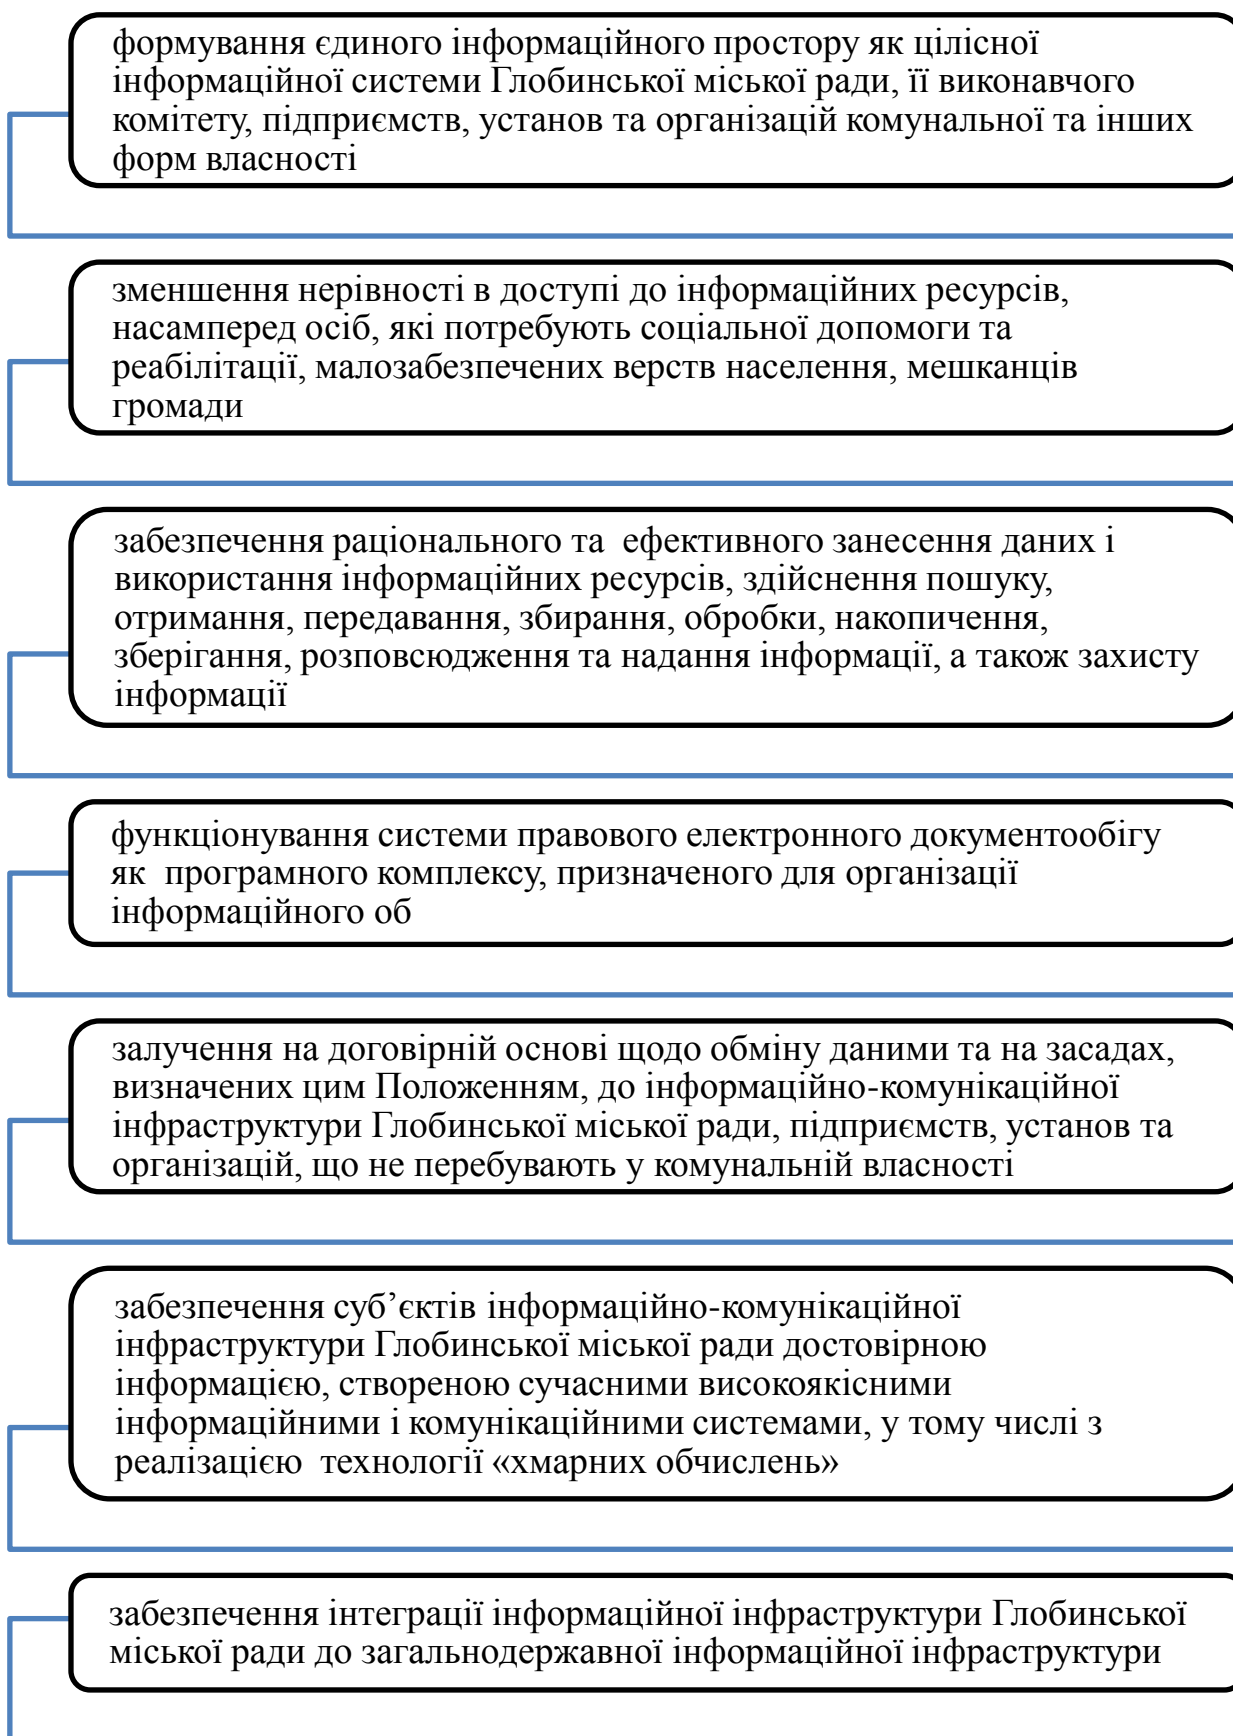 формування єдиного інформаційного простору як цілісної
інформаційної системи Глобинської міської ради, її виконавчого
комітету, підприємств, установ та організацій комунальної та інших
форм власності
зменшення нерівності в доступі до інформаційних ресурсів,
насамперед осіб, які потребують соціальної допомоги та
реабілітації, малозабезпечених верств населення, мешканців
громади
забезпечення раціонального та  ефективного занесення даних і
використання інформаційних ресурсів, здійснення пошуку,
отримання, передавання, збирання, обробки, накопичення,
зберігання, розповсюдження та надання інформації, а також захисту
інформації
функціонування системи правового електронного документообігу
як  програмного комплексу, призначеного для організації
інформаційного об
залучення на договірній основі щодо обміну даними та на засадах,
визначених цим Положенням, до інформаційно-комунікаційної
інфраструктури Глобинської міської ради, підприємств, установ та
організацій, що не перебувають у комунальній власності
забезпечення суб’єктів інформаційно-комунікаційної
інфраструктури Глобинської міської ради достовірною
інформацією, створеною сучасними високоякісними
інформаційними і комунікаційними системами, у тому числі з
реалізацією  технології «хмарних обчислень»
забезпечення інтеграції інформаційної інфраструктури Глобинської
міської ради до загальнодержавної інформаційної інфраструктури